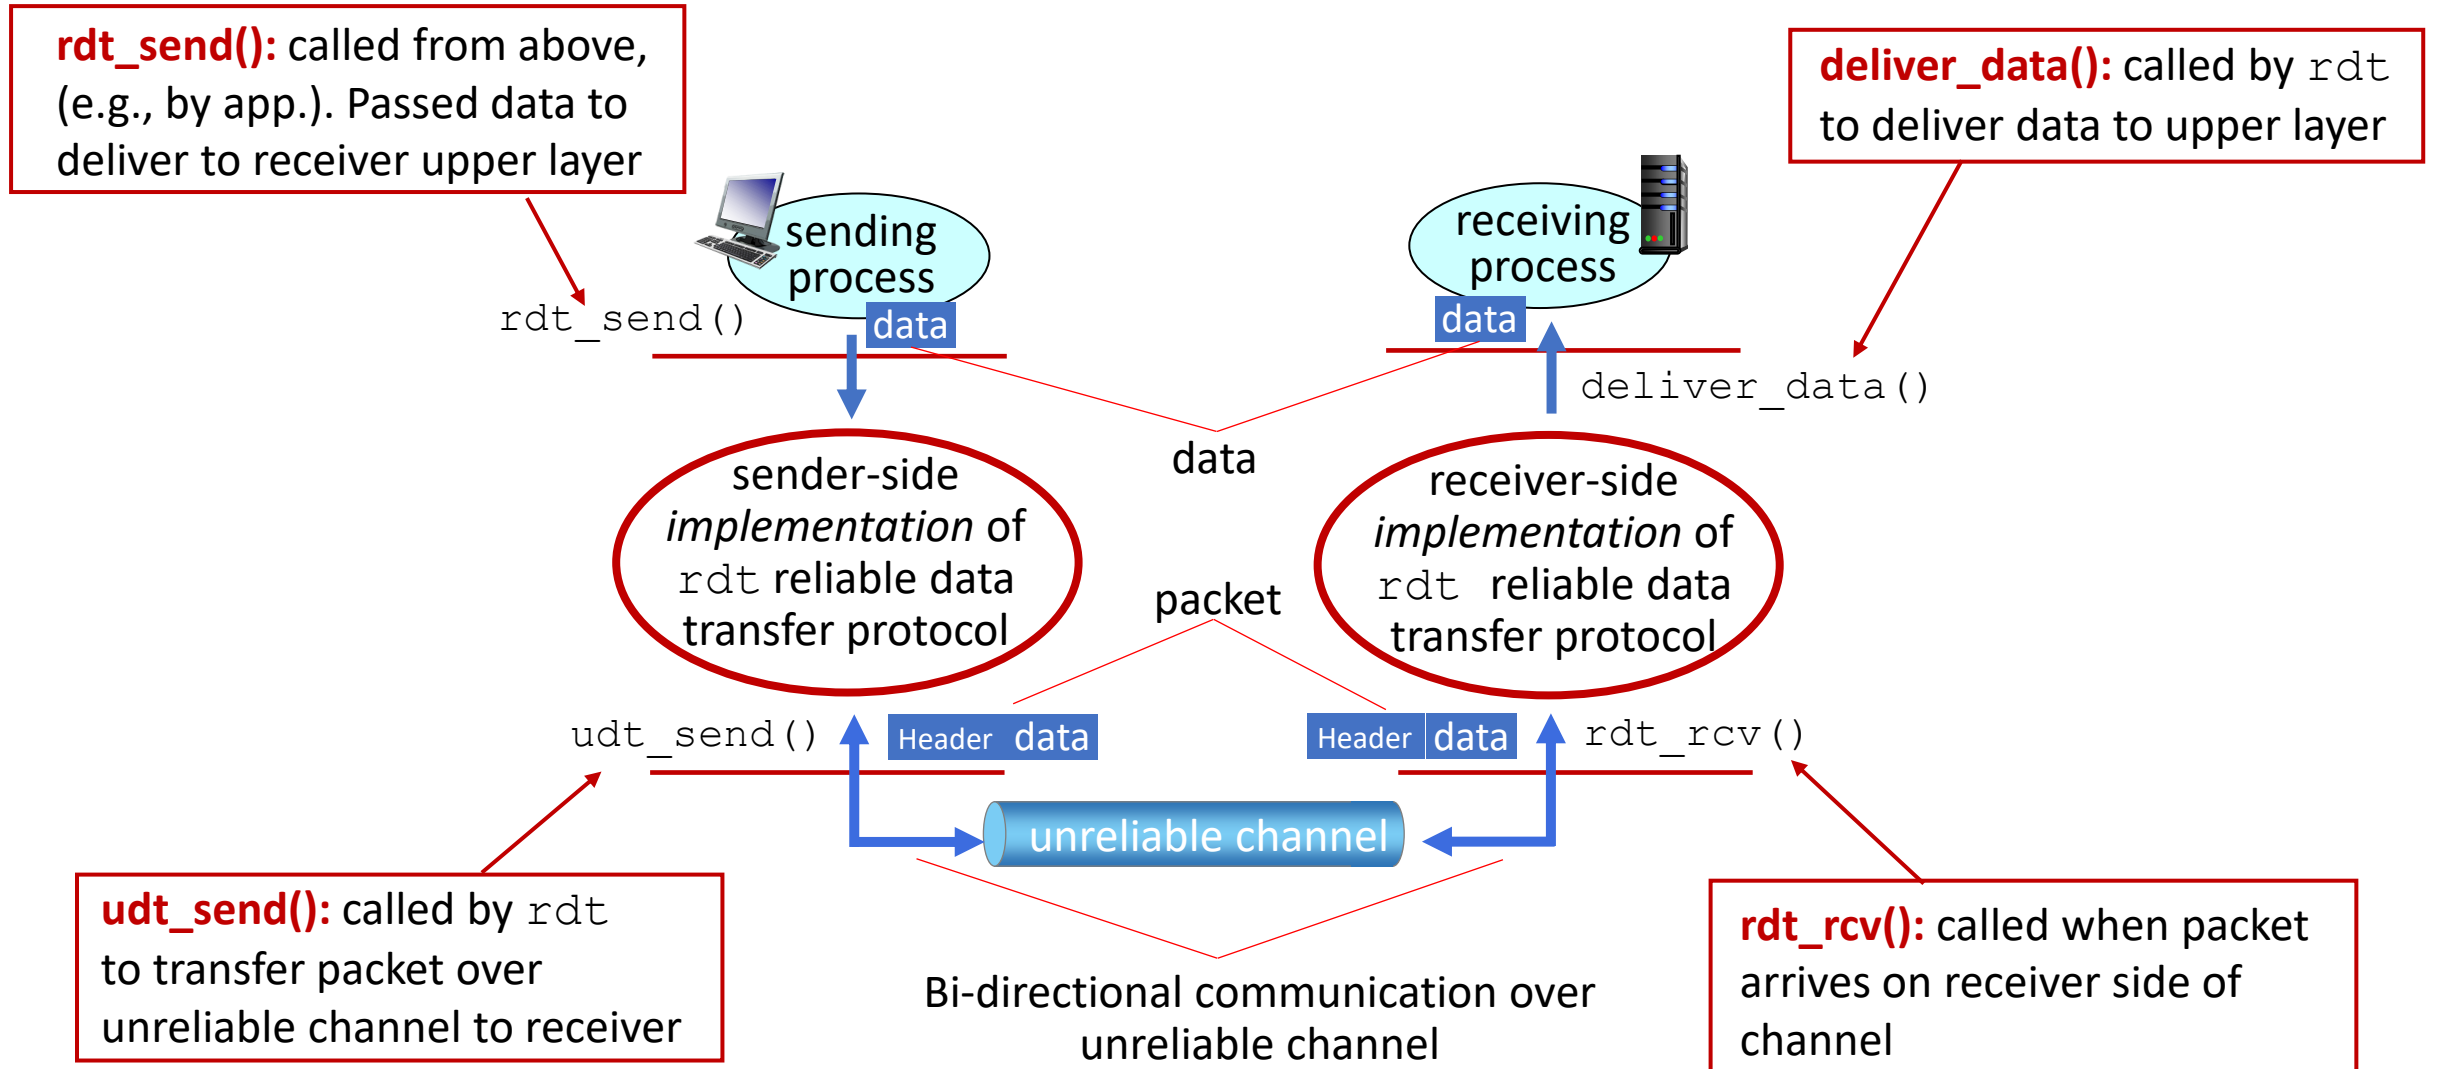 rdt_send(): called from above,
(e.g., by app.). Passed data to
deliver to receiver upper layer
deliver_data(): called by rdt
to deliver data to upper layer
sending
process
receiving
process
rdt_send()
data
data
deliver_data()
data
sender-side
implementation of
rdt reliable data
transfer protocol
receiver-side
implementation of
rdt reliable data
transfer protocol
packet
udt_send()
Header data
Header data
rdt_rcv()
unreliable channel
udt_send(): called by rdt
to transfer packet over
unreliable channel to receiver
Bi-directional communication over
unreliable channel
rdt_rcv(): called when packet
arrives on receiver side of
channel